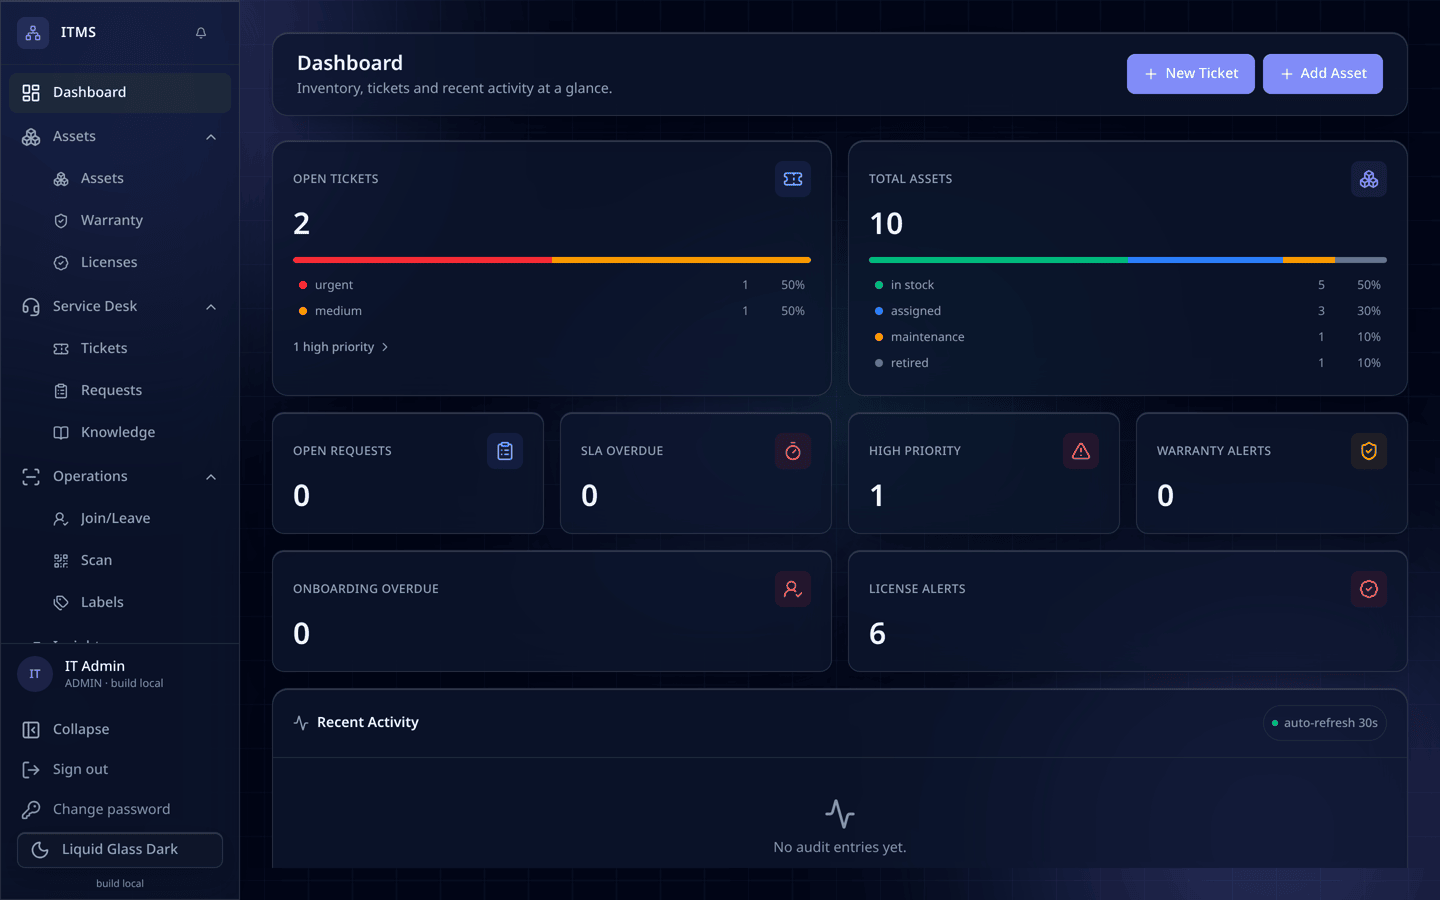 ITMS
Dashboard
Assets
Assets
Warranty
Licenses
Service Desk
Tickets
Requests
Knowledge
Operations
Join/Leave
Scan
Labels
IT
IT Admin
ADMIN · build local
Collapse
Sign out
Change password
Liquid Glass Dark
build local
Dashboard
Inventory, tickets and recent activity at a glance.
New Ticket
Add Asset
OPEN TICKETS
2
urgent 1 50%
medium 1 50%
1 high priority
TOTAL ASSETS
10
in stock 5 50%
assigned 3 30%
maintenance 1 10%
retired 1 10%
OPEN REQUESTS
0
SLA OVERDUE
0
HIGH PRIORITY
1
WARRANTY ALERTS
0
ONBOARDING OVERDUE
0
LICENSE ALERTS
6
Recent Activity
auto-refresh 30s
No audit entries yet.